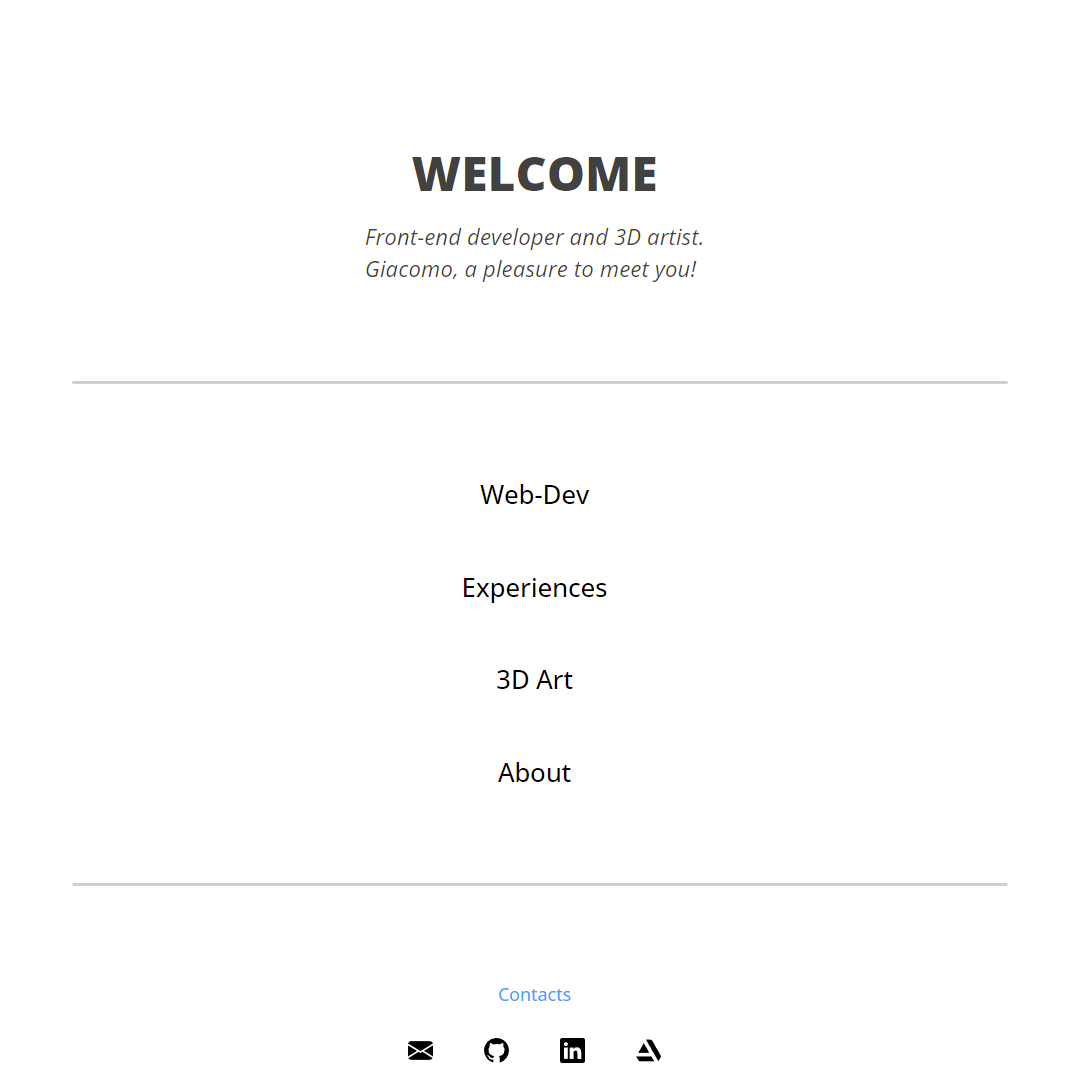 WELCOME
Front-end developer and 3D artist.
Giacomo, a pleasure to meet you!
Web-Dev
Experiences
3D Art
About
Contacts